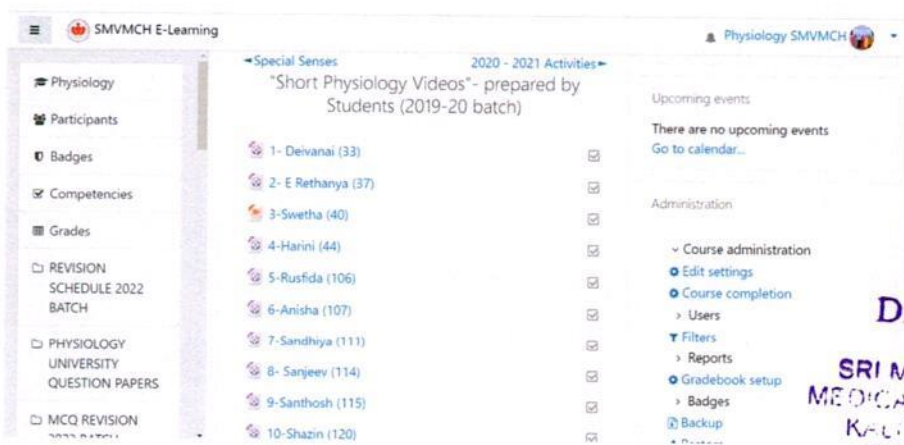 SMVMCH E-Learning
Physiology SMVMCH
Physiology
Participants
Badges
Competencies
Grades
REVISION
SCHEDULE 2022
BATCH
PHYSIOLOGY
UNIVERSITY
QUESTION PAPERS
MCQ REVISION
◄Special Senses
2020 - 2021 Activities►
"Short Physiology Videos"- prepared by
Students (2019-20 batch)
1- Deivanai (33)
2- E Rethanya (37)
3-Swetha (40)
4-Harini (44)
5-Rusfida (106)
6-Anisha (107)
7-Sandhiya (111)
8- Sanjeev (114)
9-Santhosh (115)
10-Shazin (120)
Upcoming events
There are no upcoming events
Go to calendar...
Administration
Course administration
Edit settings
Course completion
Users
Filters
Reports
Gradebook setup
Badges
Backup
D
SRI M
MEDICA